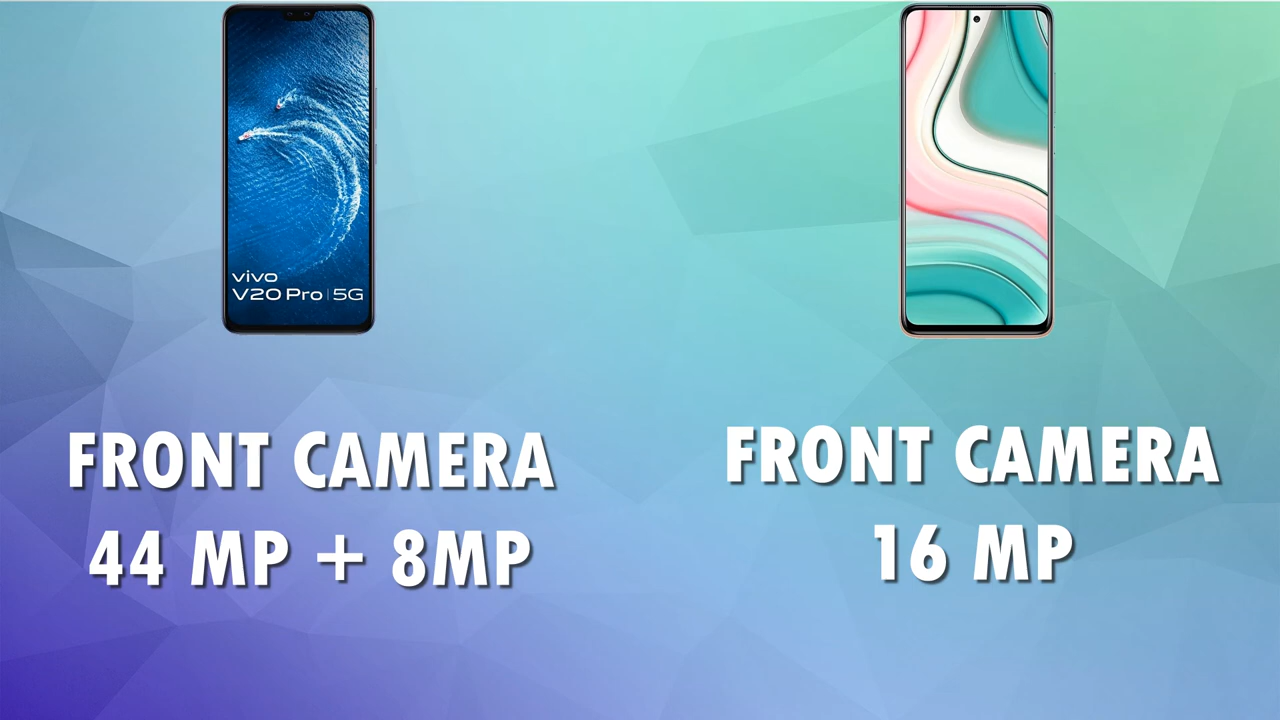 vivo
V20 Pro | 5G
FRONT CAMERA
44 MP + 8MP
FRONT CAMERA
16 MP